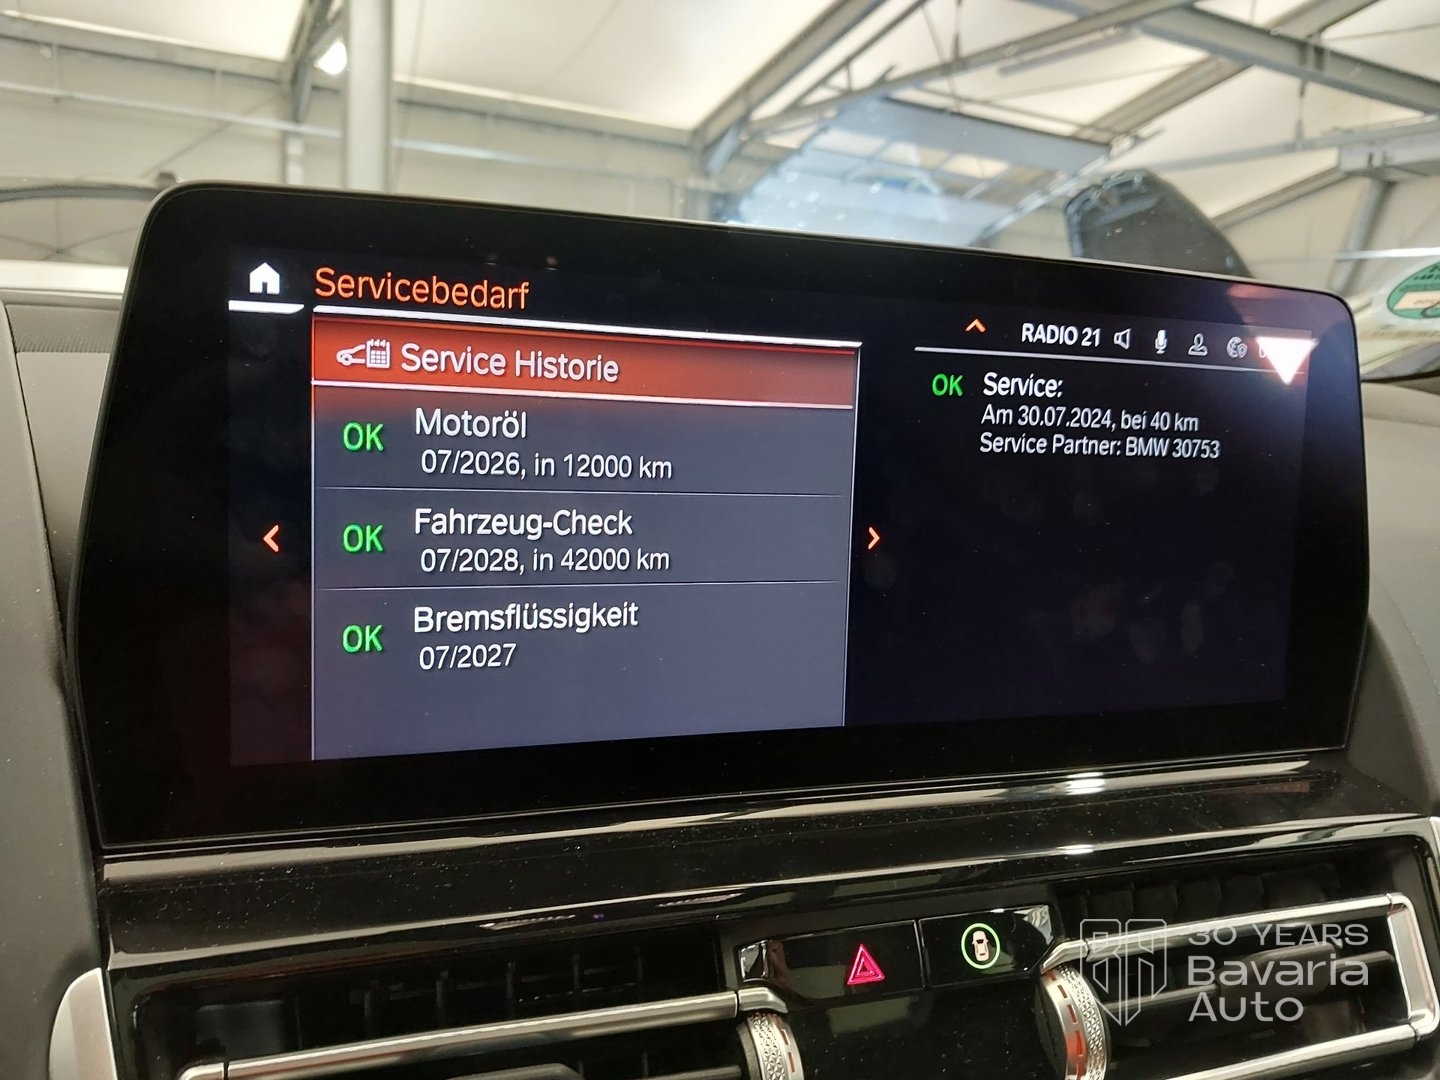 Servicebedarf
Service Historie
OK Motoröl
07/2026, in 12000 km
OK Fahrzeug-Check
07/2028, in 42000 km
OK Bremsflüssigkeit
07/2027
RADIO 21
OK Service:
Am 30.07.2024, bei 40 km
Service Partner: BMW 30753
30 YEARS
Bavaria
Auto